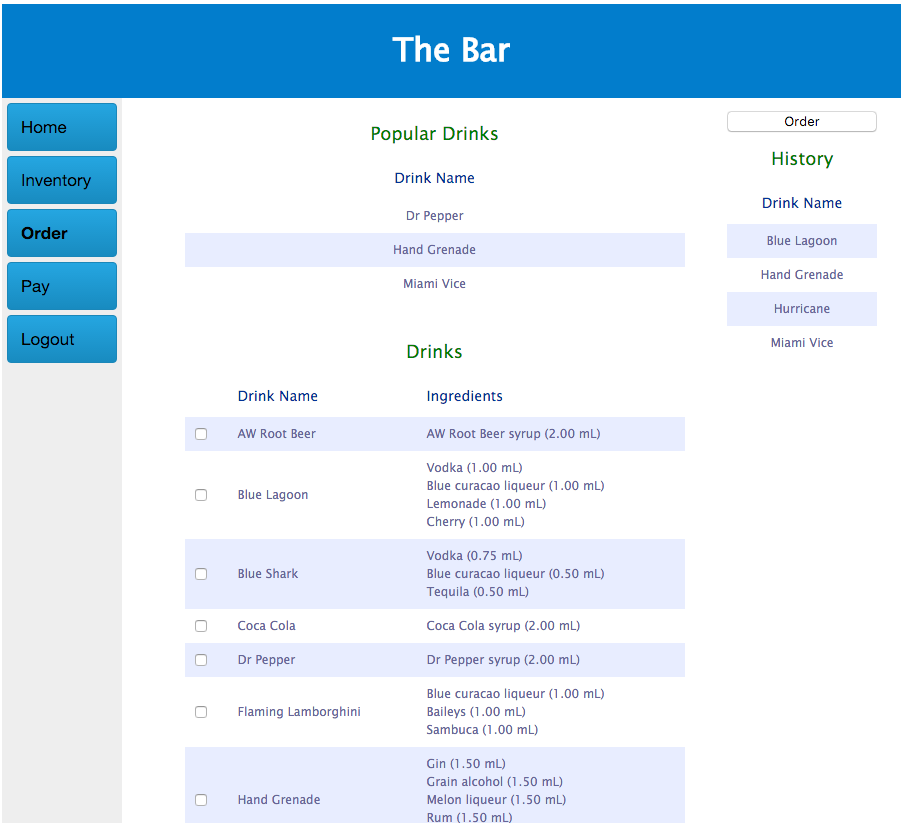 The Bar
Home
Inventory
Order
Pay
Logout
Popular Drinks
Drink Name
Dr Pepper
Hand Grenade
Miami Vice
Drinks
Drink Name Ingredients
AW Root Beer AW Root Beer syrup (2.00 mL)
Blue Lagoon
Vodka (1.00 mL)
Blue curacao liqueur (1.00 mL)
Lemonade (1.00 mL)
Cherry (1.00 mL)
Blue Shark
Vodka (0.75 mL)
Blue curacao liqueur (0.50 mL)
Tequila (0.50 mL)
Coca Cola Coca Cola syrup (2.00 mL)
Dr Pepper Dr Pepper syrup (2.00 mL)
Flaming Lamborghini
Blue curacao liqueur (1.00 mL)
Baileys (1.00 mL)
Sambuca (1.00 mL)
Hand Grenade
Gin (1.50 mL)
Grain alcohol (1.50 mL)
Melon liqueur (1.50 mL)
Rum (1.50 mL)
Order
History
Drink Name
Blue Lagoon
Hand Grenade
Hurricane
Miami Vice